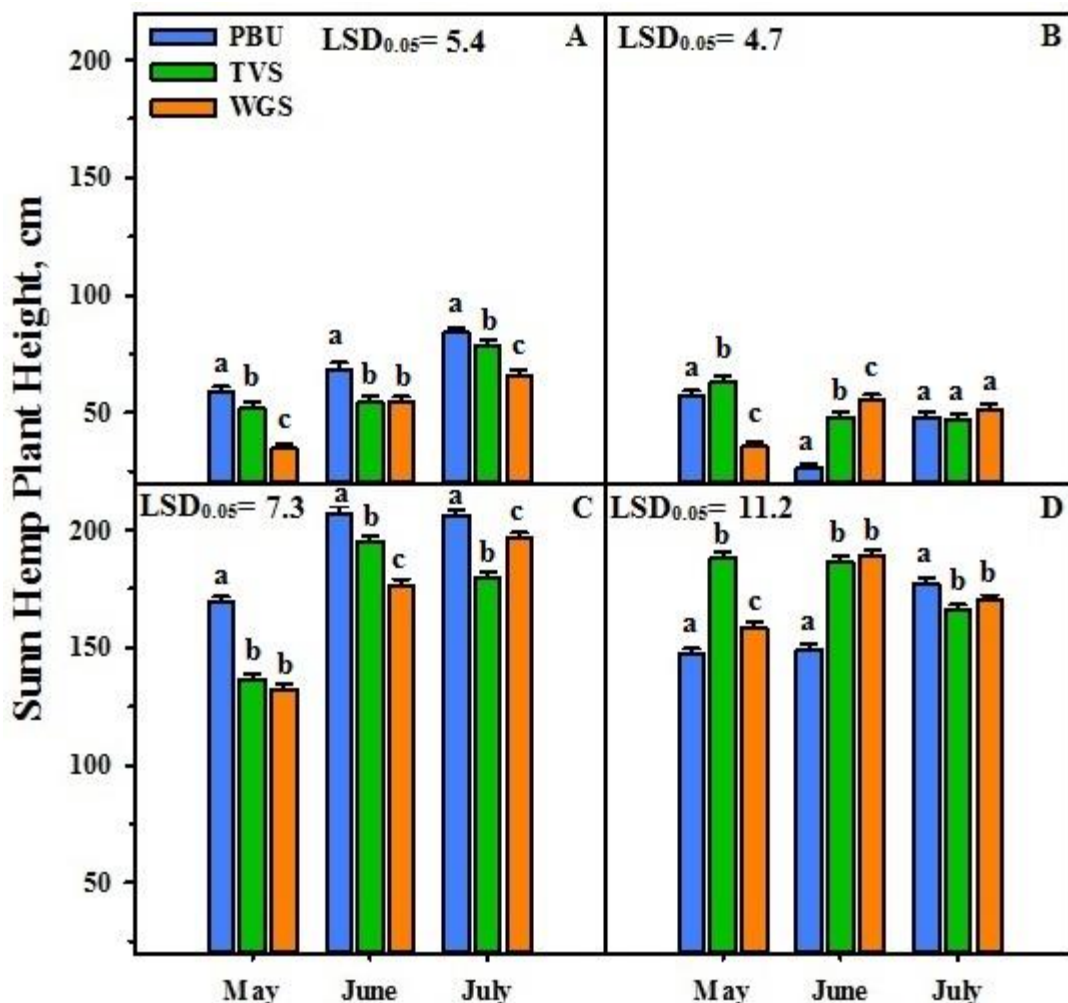 PBU
TVS
WGS
LSD0.05= 5.4
A
LSD0.05= 4.7
B
200
150
100
50
a b c
a b b
a b c
a b c
a b c
a a a
LSD0.05= 7.3
C
LSD0.05= 11.2
D
200
150
100
50
a b b
a b c
a b c
a b c
a b b
a b b
May June July
May June July
Sunn Hemp Plant Height, cm